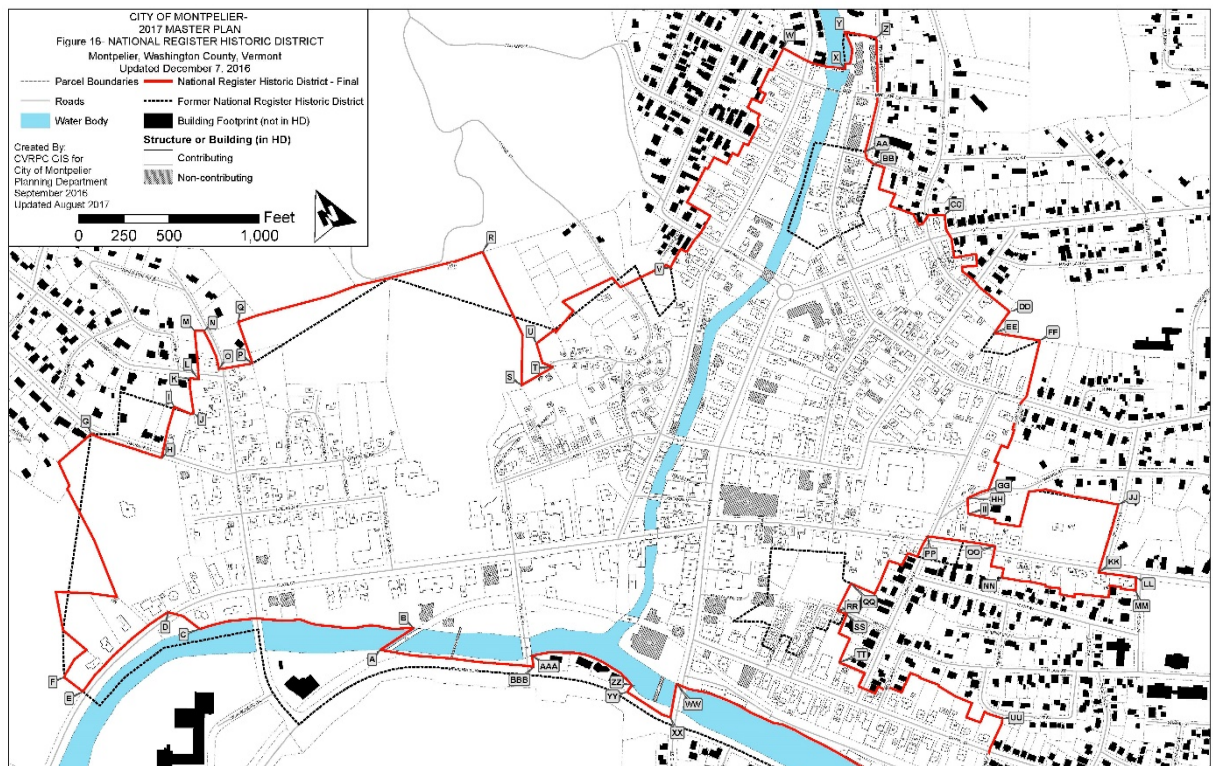 CITY OF MONTPELIER-
2017 MASTER PLAN
Figure 16- NATIONAL REGISTER HISTORIC DISTRICT
Montpelier, Washington County, Vermont
Updated December 7, 2016
Parcel Boundaries
National Register Historic District - Final
Roads
Former National Register Historic District
Water Body
Building Footprint (not in HD)
Structure or Building (in HD)
Contributing
Non-contributing
Created By:
CVRPC GIS for
City of Montpelier
Planning Department
September 2016
Updated August 2017
N
Feet
0 250 500 1,000
W
Y
Z
X
AA
BB
CC
R
V
Q
M
N
DD
U
EE
FF
O
P
L
T
K
S
I
J
G
H
GG
HH
II
JJ
PP
OO
KK
NN
LL
MM
QQ
RR
B
D
SS
C
A
TT
AAA
F
BBB
ZZ
E
YY
WW
UU
XX